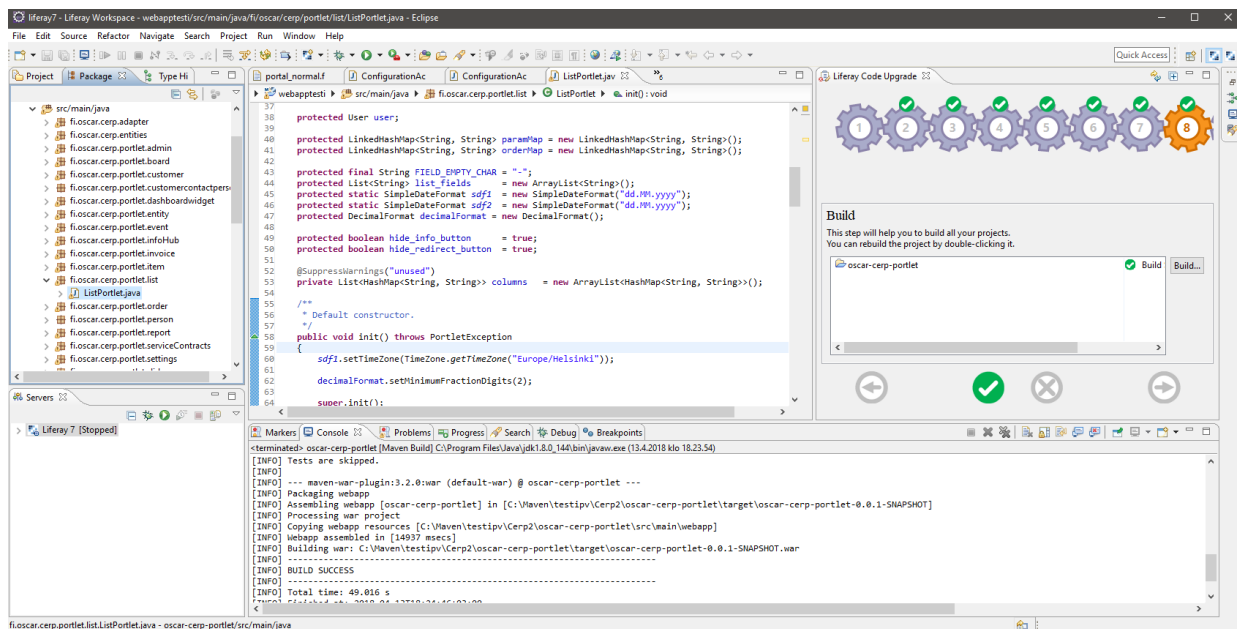 liferay7 - Liferay Workspace - webapptesti/src/main/java/fi/oscar/cerp/portlet/list/ListPortlet.java - Eclipse
File Edit Source Refactor Navigate Search Project Run Window Help
Quick Access
Project Package Type Hi
src/main/java
fi.oscar.cerp.adapter
fi.oscar.cerp.entities
fi.oscar.cerp.portlet.admin
fi.oscar.cerp.portlet.board
fi.oscar.cerp.portlet.customer
fi.oscar.cerp.portlet.customercontactpers
fi.oscar.cerp.portlet.dashboardwidget
fi.oscar.cerp.portlet.entity
fi.oscar.cerp.portlet.event
fi.oscar.cerp.portlet.infoHub
fi.oscar.cerp.portlet.invoice
fi.oscar.cerp.portlet.item
fi.oscar.cerp.portlet.list
ListPortlet.java
fi.oscar.cerp.portlet.order
fi.oscar.cerp.portlet.person
fi.oscar.cerp.portlet.report
fi.oscar.cerp.portlet.serviceContracts
fi.oscar.cerp.portlet.settings
Servers
Liferay 7 [Stopped]
portal_normal.f ConfigurationAc ConfigurationAc ListPortlet.jav
webapptesti src/main/java fi.oscar.cerp.portlet.list ListPortlet init() : void
37
38 protected User user;
39
40 protected LinkedHashMap<String, String> paramMap = new LinkedHashMap<String, String>();
41 protected LinkedHashMap<String, String> orderMap = new LinkedHashMap<String, String>();
42
43 protected final String FIELD_EMPTY_CHAR = "-";
44 protected List<String> list_fields = new ArrayList<String>();
45 protected static SimpleDateFormat sdf1 = new SimpleDateFormat("dd.MM.yyyy");
46 protected static SimpleDateFormat sdf2 = new SimpleDateFormat("dd.MM.yyyy");
47 protected DecimalFormat decimalFormat = new DecimalFormat();
48
49 protected boolean hide_info_button = true;
50 protected boolean hide_redirect_button = true;
51
52 @SuppressWarnings("unused")
53 private List<HashMap<String, String>> columns = new ArrayList<HashMap<String, String>>();
54
55 /**
56 * Default constructor.
57 */
58 public void init() throws PortletException
59 {
60 sdf1.setTimeZone(TimeZone.getTimeZone("Europe/Helsinki"));
61
62 decimalFormat.setMinimumFractionDigits(2);
63
64 super.init();
Liferay Code Upgrade
1 2 3 4 5 6 7 8
Build
This step will help you to build all your projects.
You can rebuild the project by double-clicking it.
oscar-cerp-portlet Build Build...
Markers Console Problems Progress Search Debug Breakpoints
<terminated> oscar-cerp-portlet [Maven Build] C:\Program Files\Java\jdk1.8.0_144\bin\javaw.exe (13.4.2018 klo 18.23.54)
[INFO] Tests are skipped.
[INFO]
[INFO] --- maven-war-plugin:3.2.0:war (default-war) @ oscar-cerp-portlet ---
[INFO] Packaging webapp
[INFO] Assembling webapp [oscar-cerp-portlet] in [C:\Maven\testipv\Cerp2\oscar-cerp-portlet\target\oscar-cerp-portlet-0.0.1-SNAPSHOT]
[INFO] Processing war project
[INFO] Copying webapp resources [C:\Maven\testipv\Cerp2\oscar-cerp-portlet\src\main\webapp]
[INFO] Webapp assembled in [14937 msecs]
[INFO] Building war: C:\Maven\testipv\Cerp2\oscar-cerp-portlet\target\oscar-cerp-portlet-0.0.1-SNAPSHOT.war
[INFO] ------------------------------------------------------------------------
[INFO] BUILD SUCCESS
[INFO] ------------------------------------------------------------------------
[INFO] Total time: 49.016 s
fi.oscar.cerp.portlet.list.ListPortlet.java - oscar-cerp-portlet/src/main/java